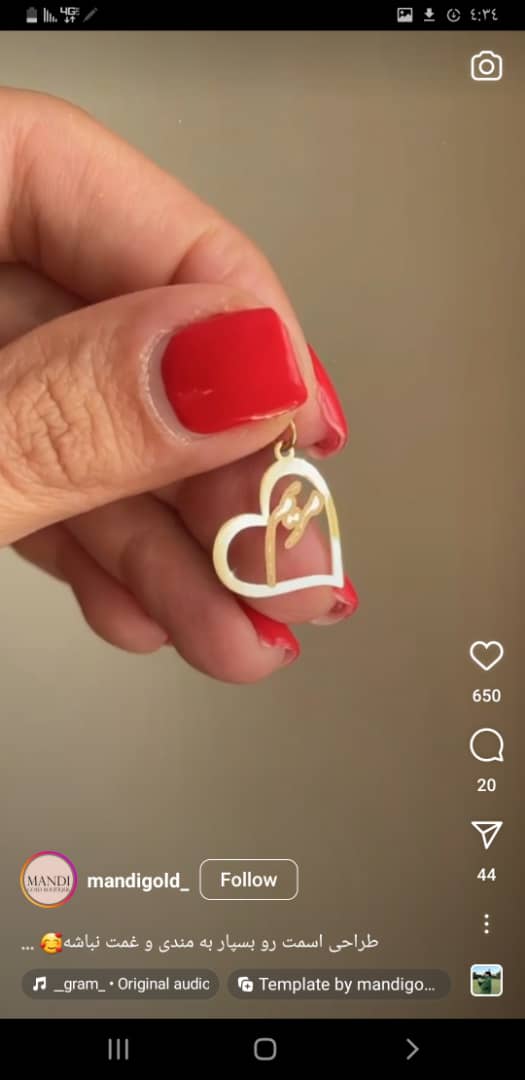 4G ٤:٣٤
مریم
650
20
44
MANDI
GOLD BOUTIQUE
mandigold_ Follow
طراحی اسمت رو بسپار به مندی و غمت نباشه🥰 ...
_gram_ • Original audio Template by mandigo...